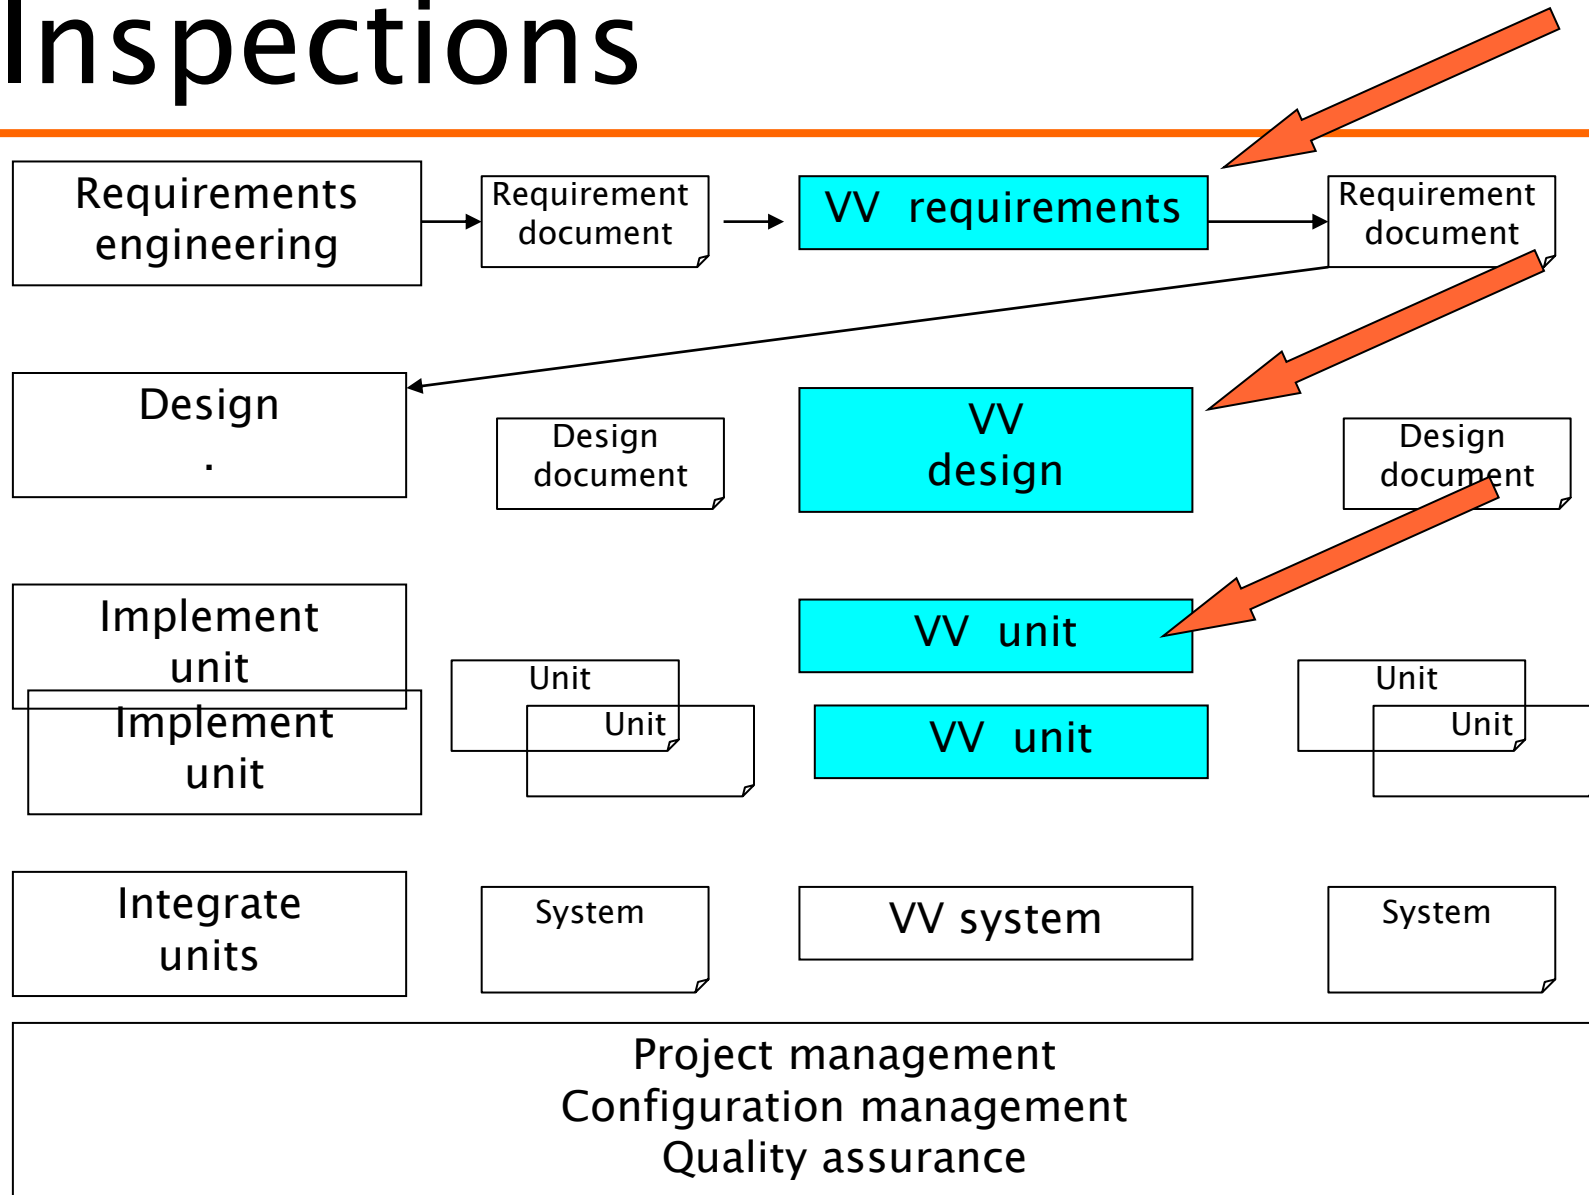 Inspections
Requirements
engineering
Requirement
document
VV requirements
Requirement
document
Design
.
Design
document
VV
design
Design
document
Implement
unit
Implement
unit
Unit
Unit
VV unit
VV unit
Unit
Unit
Integrate
units
System
VV system
System
Project management
Configuration management
Quality assurance